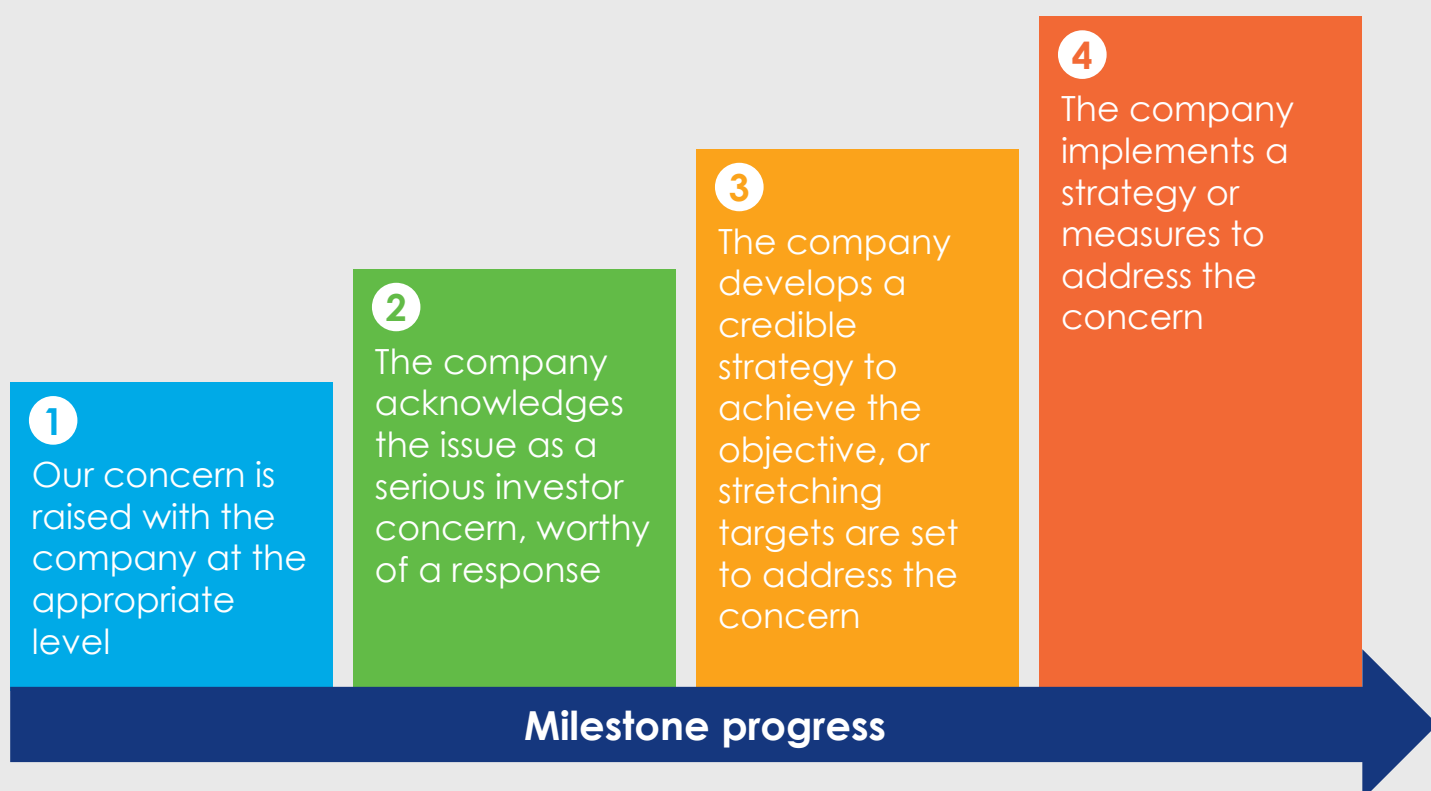 1
Our concern is
raised with the
company at the
appropriate
level
2
The company
acknowledges
the issue as a
serious investor
concern, worthy
of a response
3
The company
develops a
credible
strategy to
achieve the
objective, or
stretching
targets are set
to address the
concern
4
The company
implements a
strategy or
measures to
address the
concern
Milestone progress